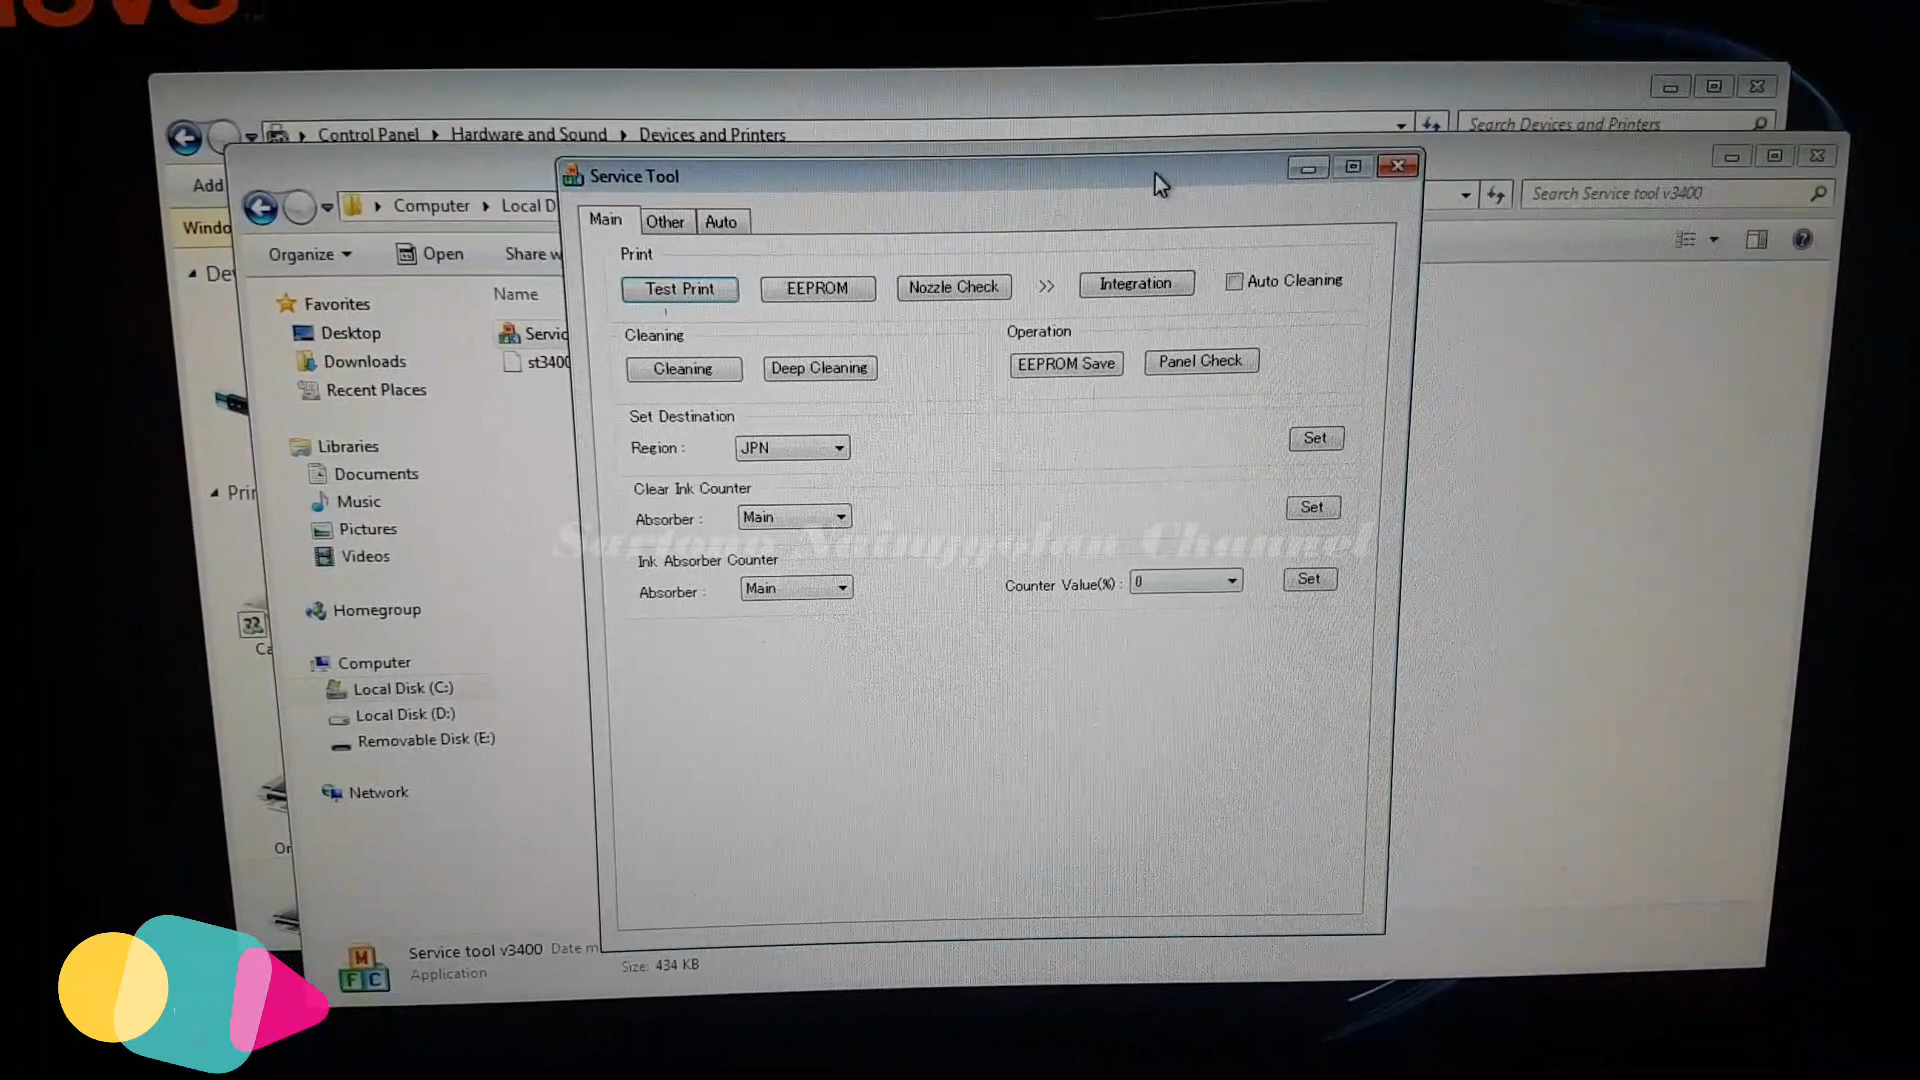 Control Panel Hardware and Sound Devices and Printers
Search Devices and Printers
Add
Windo
Computer Local D
Search Service tool v3400
Organize
Open
Share w
Favorites
Desktop
Downloads
Recent Places
Libraries
Documents
Music
Pictures
Videos
Homegroup
Computer
Local Disk (C:)
Local Disk (D:)
Removable Disk (E:)
Network
Name
Servic
st3400
Service Tool
Main
Other
Auto
Print
Test Print
EEPROM
Nozzle Check
>>
Integration
Auto Cleaning
Cleaning
Operation
Cleaning
Deep Cleaning
EEPROM Save
Panel Check
Set Destination
Region :
JPN
Set
Clear Ink Counter
Absorber :
Main
Set
Ink Absorber Counter
Absorber :
Main
Counter Value(%) :
0
Set
Channel
Service tool v3400 Date m
Application
Size: 434 KB
M
F C